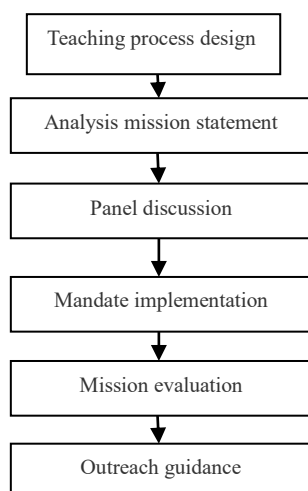 Teaching process design
Analysis mission statement
Panel discussion
Mandate implementation
Mission evaluation
Outreach guidance